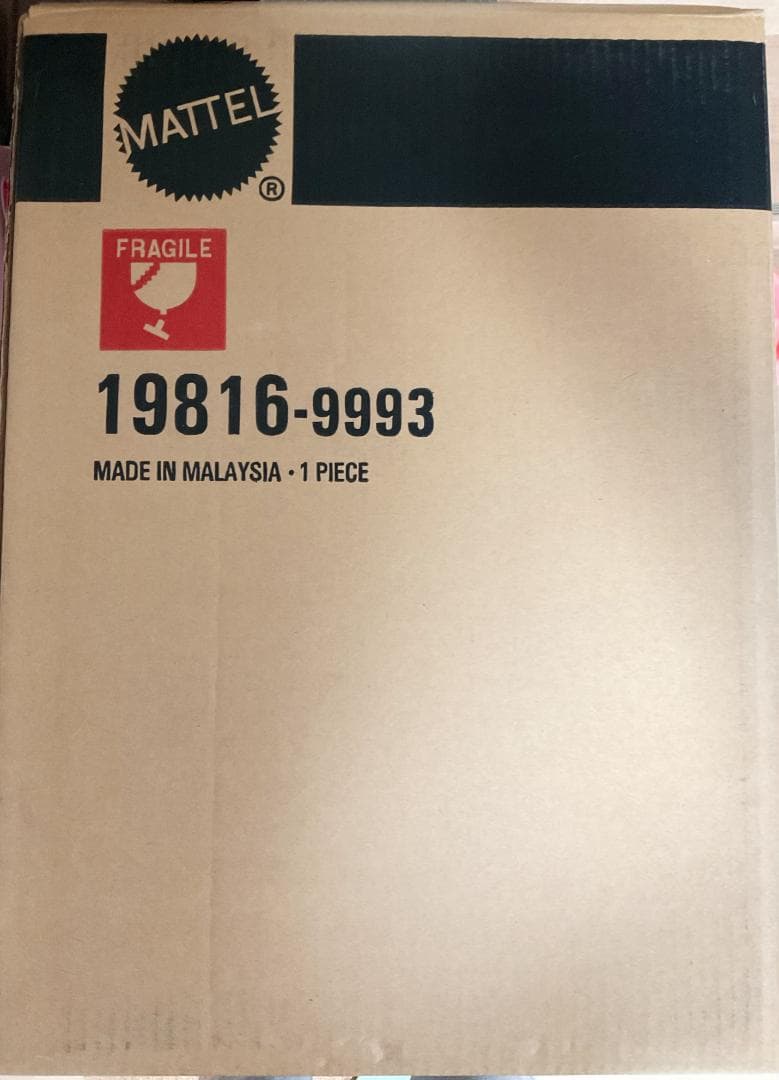 MATTEL
®
FRAGILE
19816-9993
MADE IN MALAYSIA • 1 PIECE